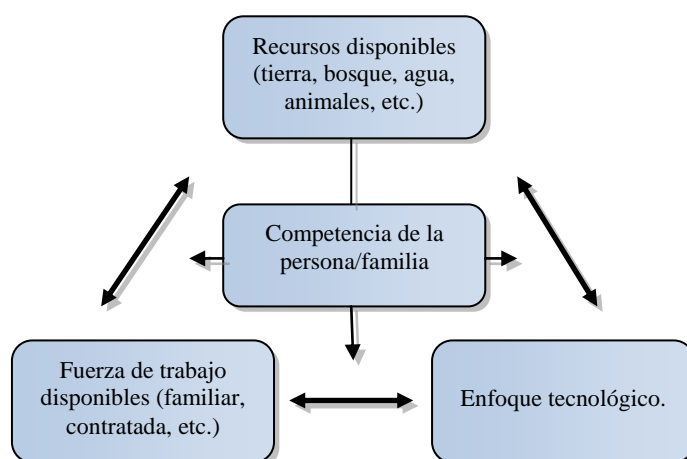 Recursos disponibles
(tierra, bosque, agua,
animales, etc.)
Competencia de la
persona/familia
Fuerza de trabajo
disponibles (familiar,
contratada, etc.)
Enfoque tecnológico.